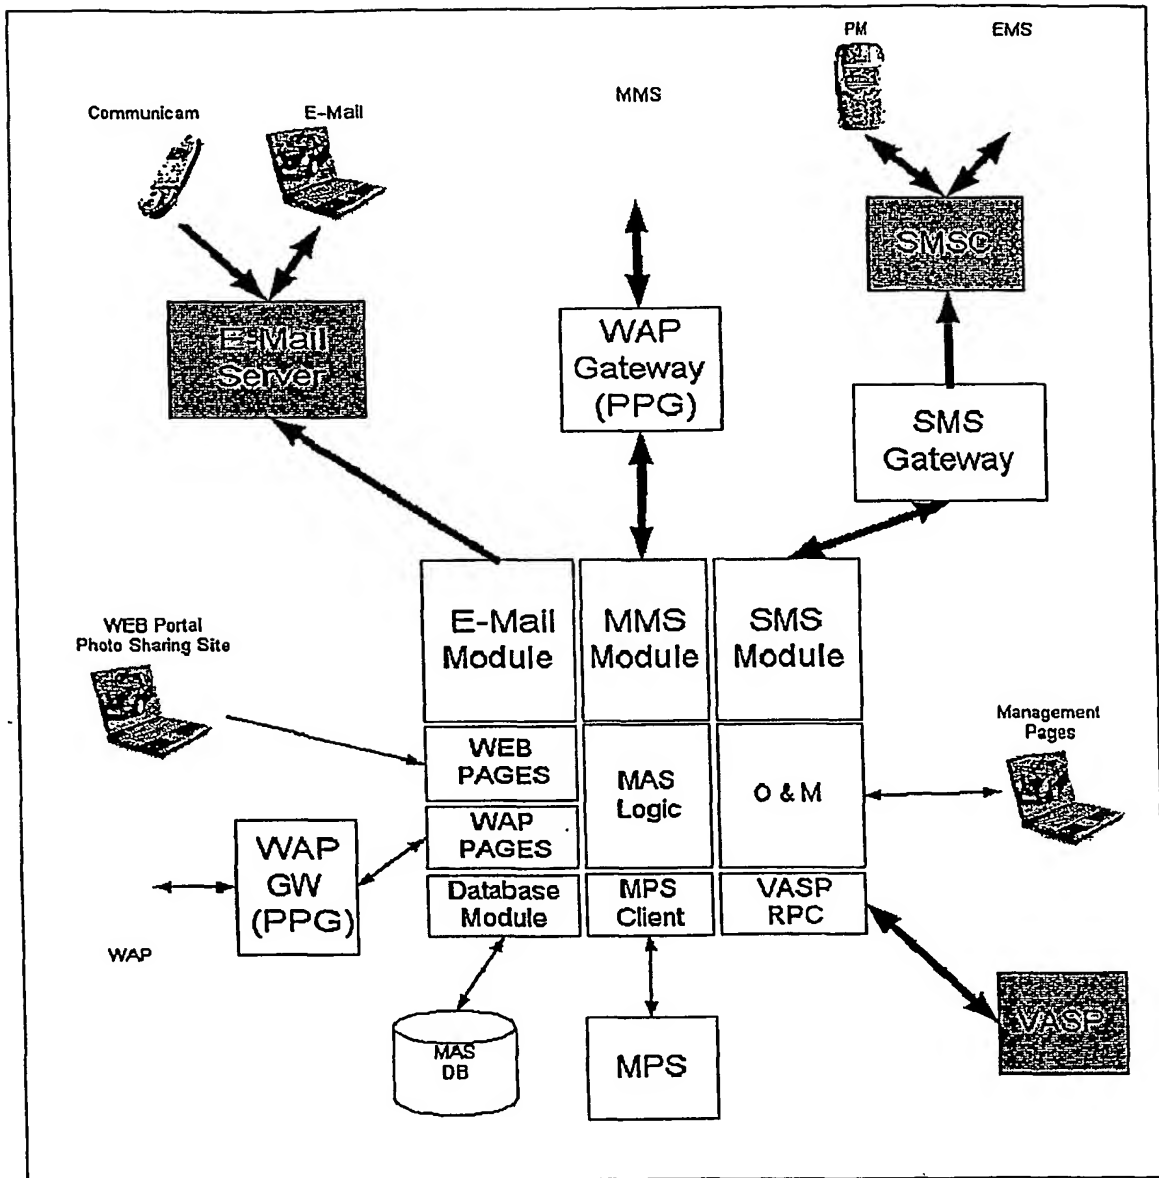 PM
EMS
MMS
Communicam
E-Mail
SMSC
E-Mail
Server
WAP
Gateway
(PPG)
SMS
Gateway
E-Mail
Module
MMS
Module
SMS
Module
WEB Portal
Photo Sharing Site
WEB
PAGES
MAS
Logic
O & M
Management
Pages
WAP
PAGES
WAP
GW
(PPG)
WAP
Database
Module
MPS
Client
VASP
RPC
MAS
DB
MPS
VASP